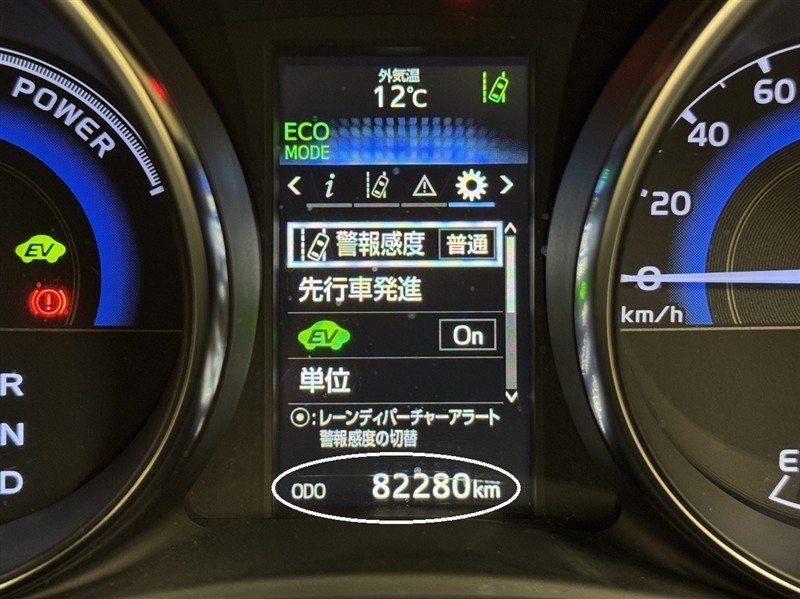 POWER
EV
R
N
D
外気温
12℃
ECO
MODE
i
警報感度 普通
先行車発進
EV On
単位
◉:レーンディパーチャーアラート
警報感度の切替
ODO 82280km
60
40
20
0
km/h
E